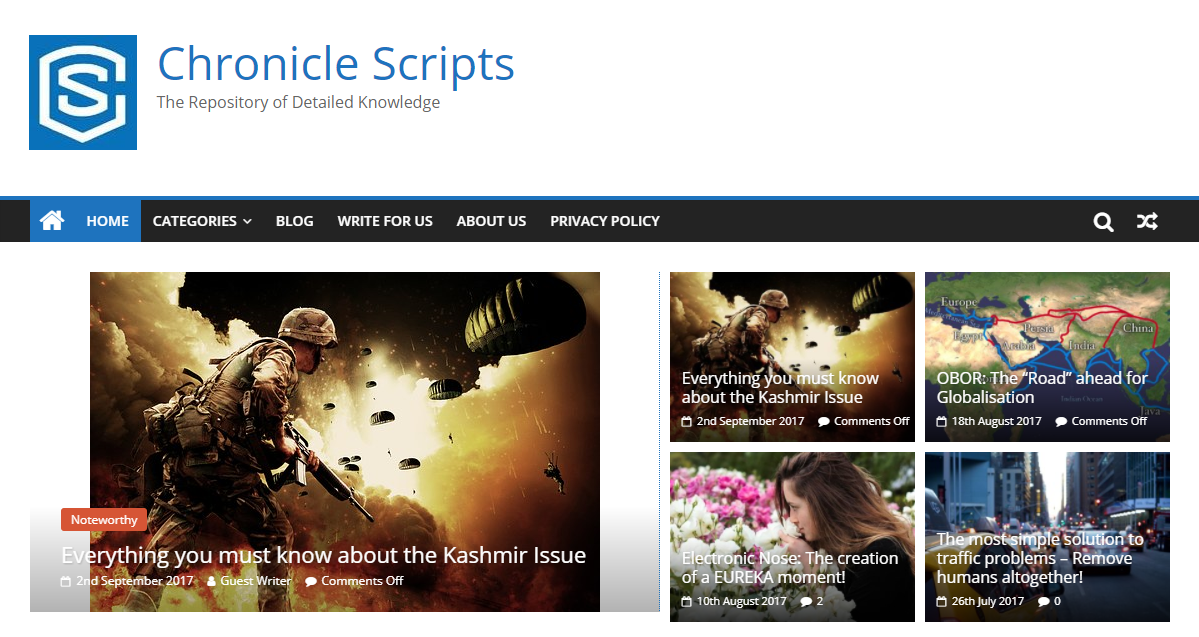 Chronicle Scripts
The Repository of Detailed Knowledge
HOME CATEGORIES BLOG WRITE FOR US ABOUT US PRIVACY POLICY
Noteworthy
Everything you must know about the Kashmir Issue
2nd September 2017 Guest Writer Comments Off
Everything you must know
about the Kashmir Issue
2nd September 2017 Comments Off
Europe
Persia
China
Egypt
Arabia
India
Indian Ocean
Java
OBOR: The “Road” ahead for
Globalisation
18th August 2017 Comments Off
Electronic Nose: The creation
of a EUREKA moment!
10th August 2017 2
The most simple solution to
traffic problems – Remove
humans altogether!
26th July 2017 0